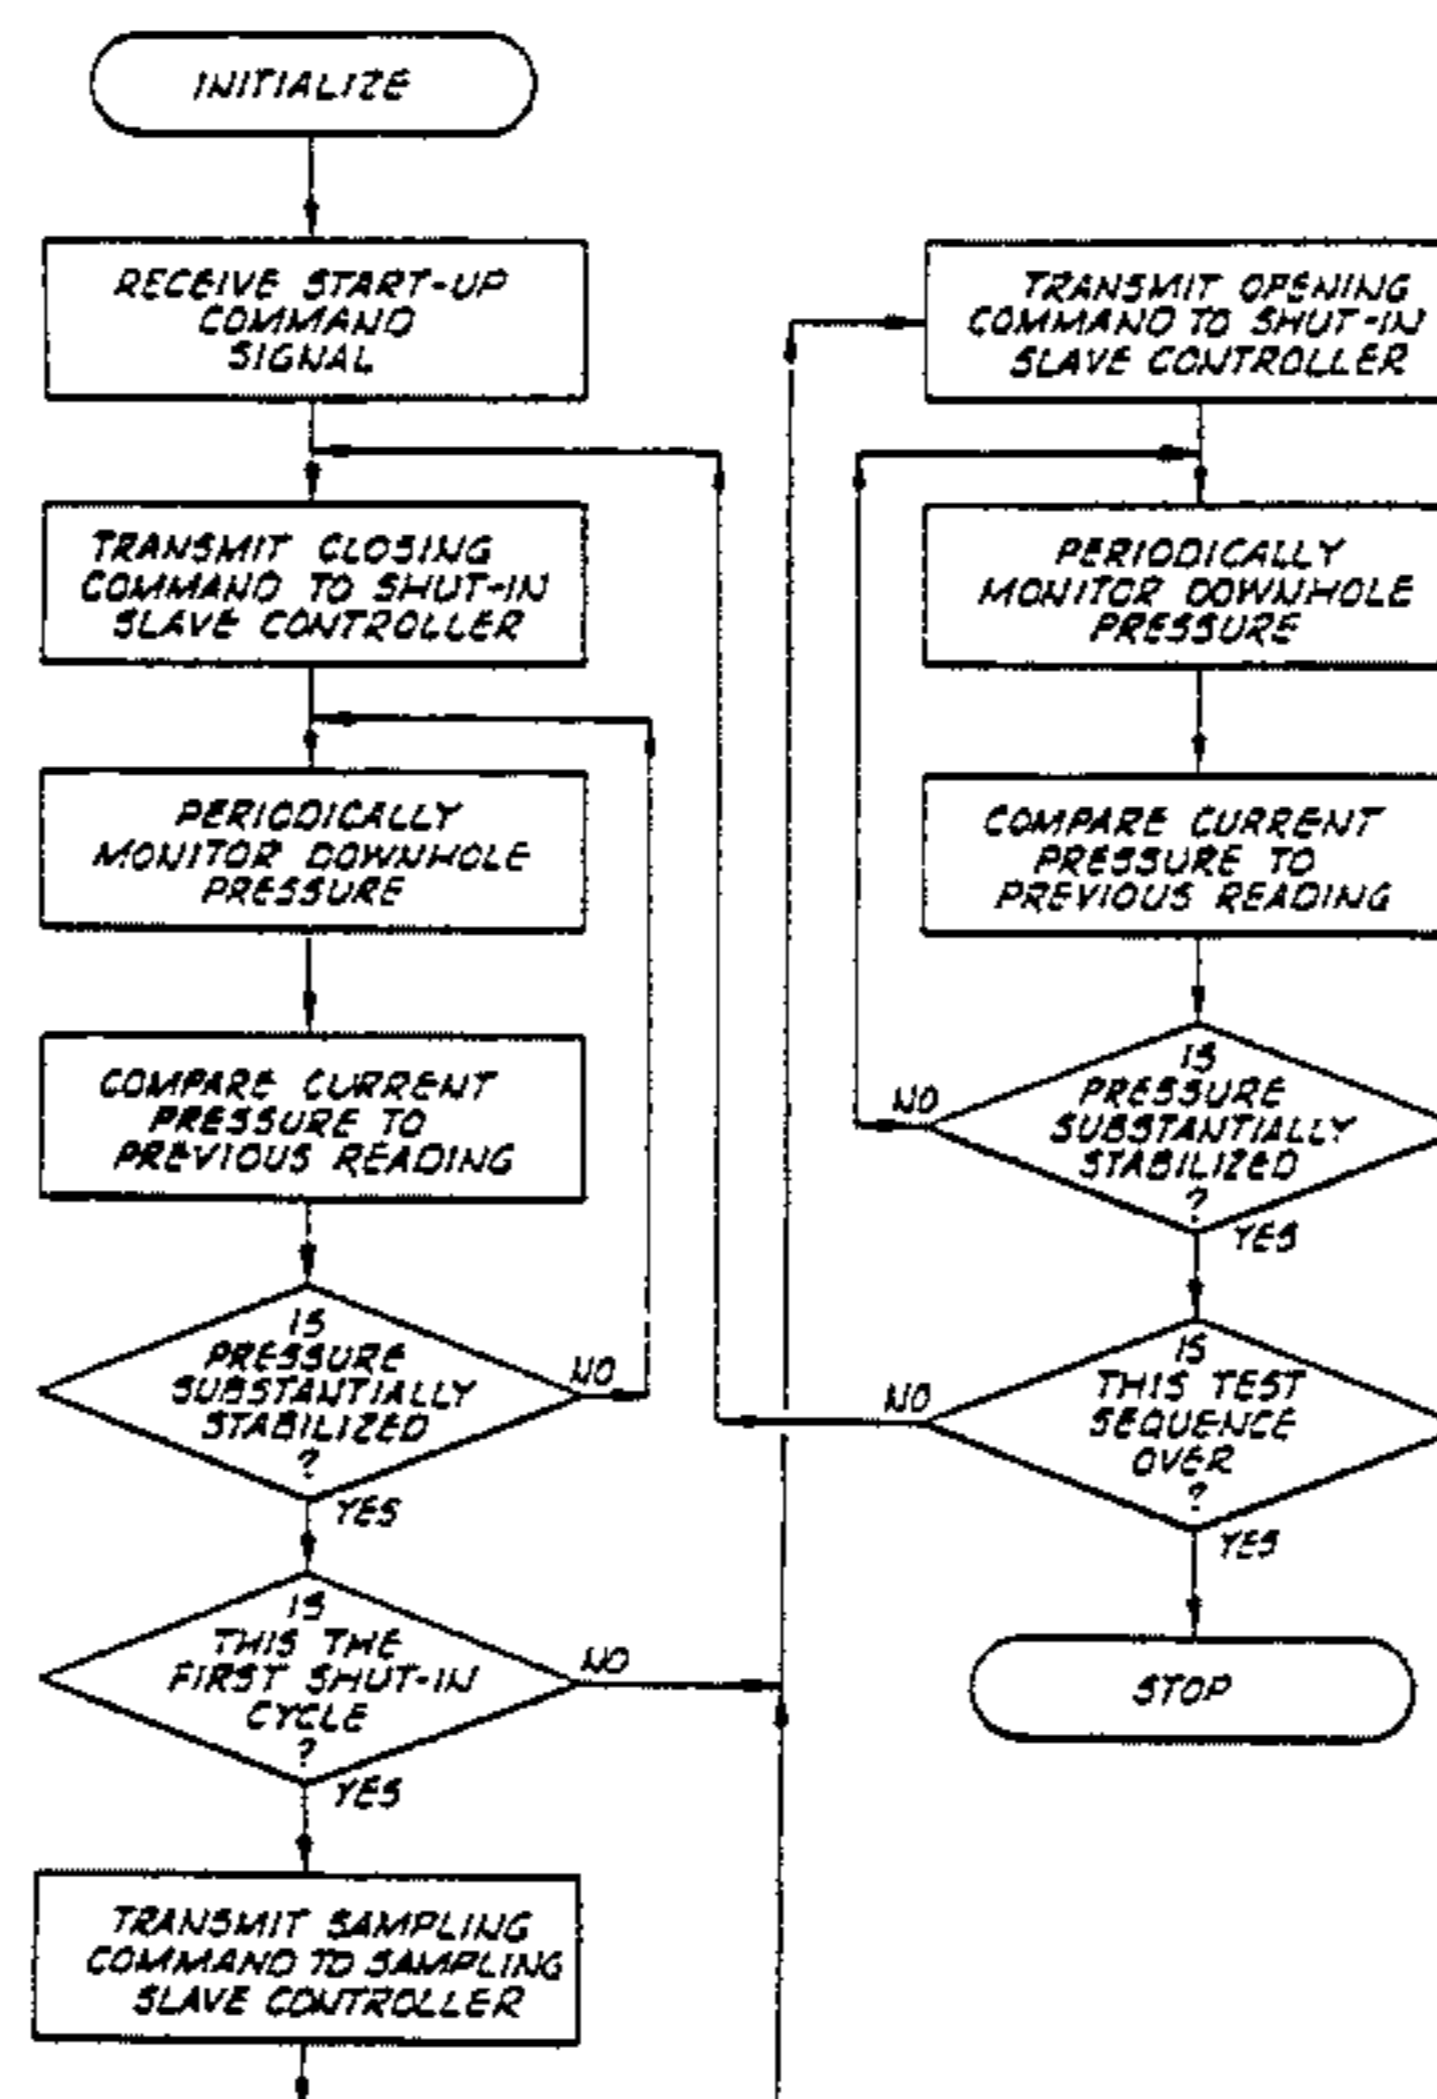 INITIALIZE
RECEIVE START-UP
COMMAND
SIGNAL
TRANSMIT CLOSING
COMMAND TO SHUT-IN
SLAVE CONTROLLER
PERIODICALLY
MONITOR DOWNHOLE
PRESSURE
COMPARE CURRENT
PRESSURE TO
PREVIOUS READING
IS
PRESSURE
SUBSTANTIALLY
STABILIZED
?
NO
YES
IS
THIS THE
FIRST SHUT-IN
CYCLE
?
NO
YES
TRANSMIT SAMPLING
COMMAND TO SAMPLING
SLAVE CONTROLLER
TRANSMIT OPENING
COMMAND TO SHUT-IN
SLAVE CONTROLLER
PERIODICALLY
MONITOR DOWNHOLE
PRESSURE
COMPARE CURRENT
PRESSURE TO
PREVIOUS READING
IS
PRESSURE
SUBSTANTIALLY
STABILIZED
?
NO
YES
IS
THIS TEST
SEQUENCE
OVER
?
NO
YES
STOP